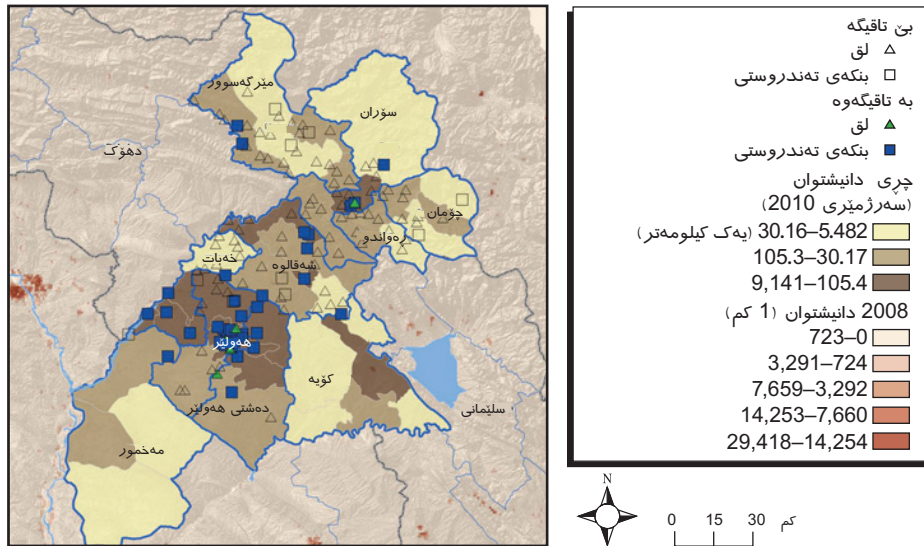 مێرگەسوور
سۆران
دهۆک
چۆمان
رەواندو
خەبات
شەقالوە
هەولێر
کۆیە
دەشتی هەولێر
سلێمانی
مەخمور
بێ تاقیگە
لق
بنکەی تەندروستی
بە تاقیگەوە
لق
بنکەی تەندروستی
چڕی دانیشتوان
(سەرژمێری 2010)
30.16–5.482 (یەک کیلومەتر)
105.3–30.17
9,141–105.4
2008 دانیشتوان (1 کم)
723–0
3,291–724
7,659–3,292
14,253–7,660
29,418–14,254
N
0 15 30 کم